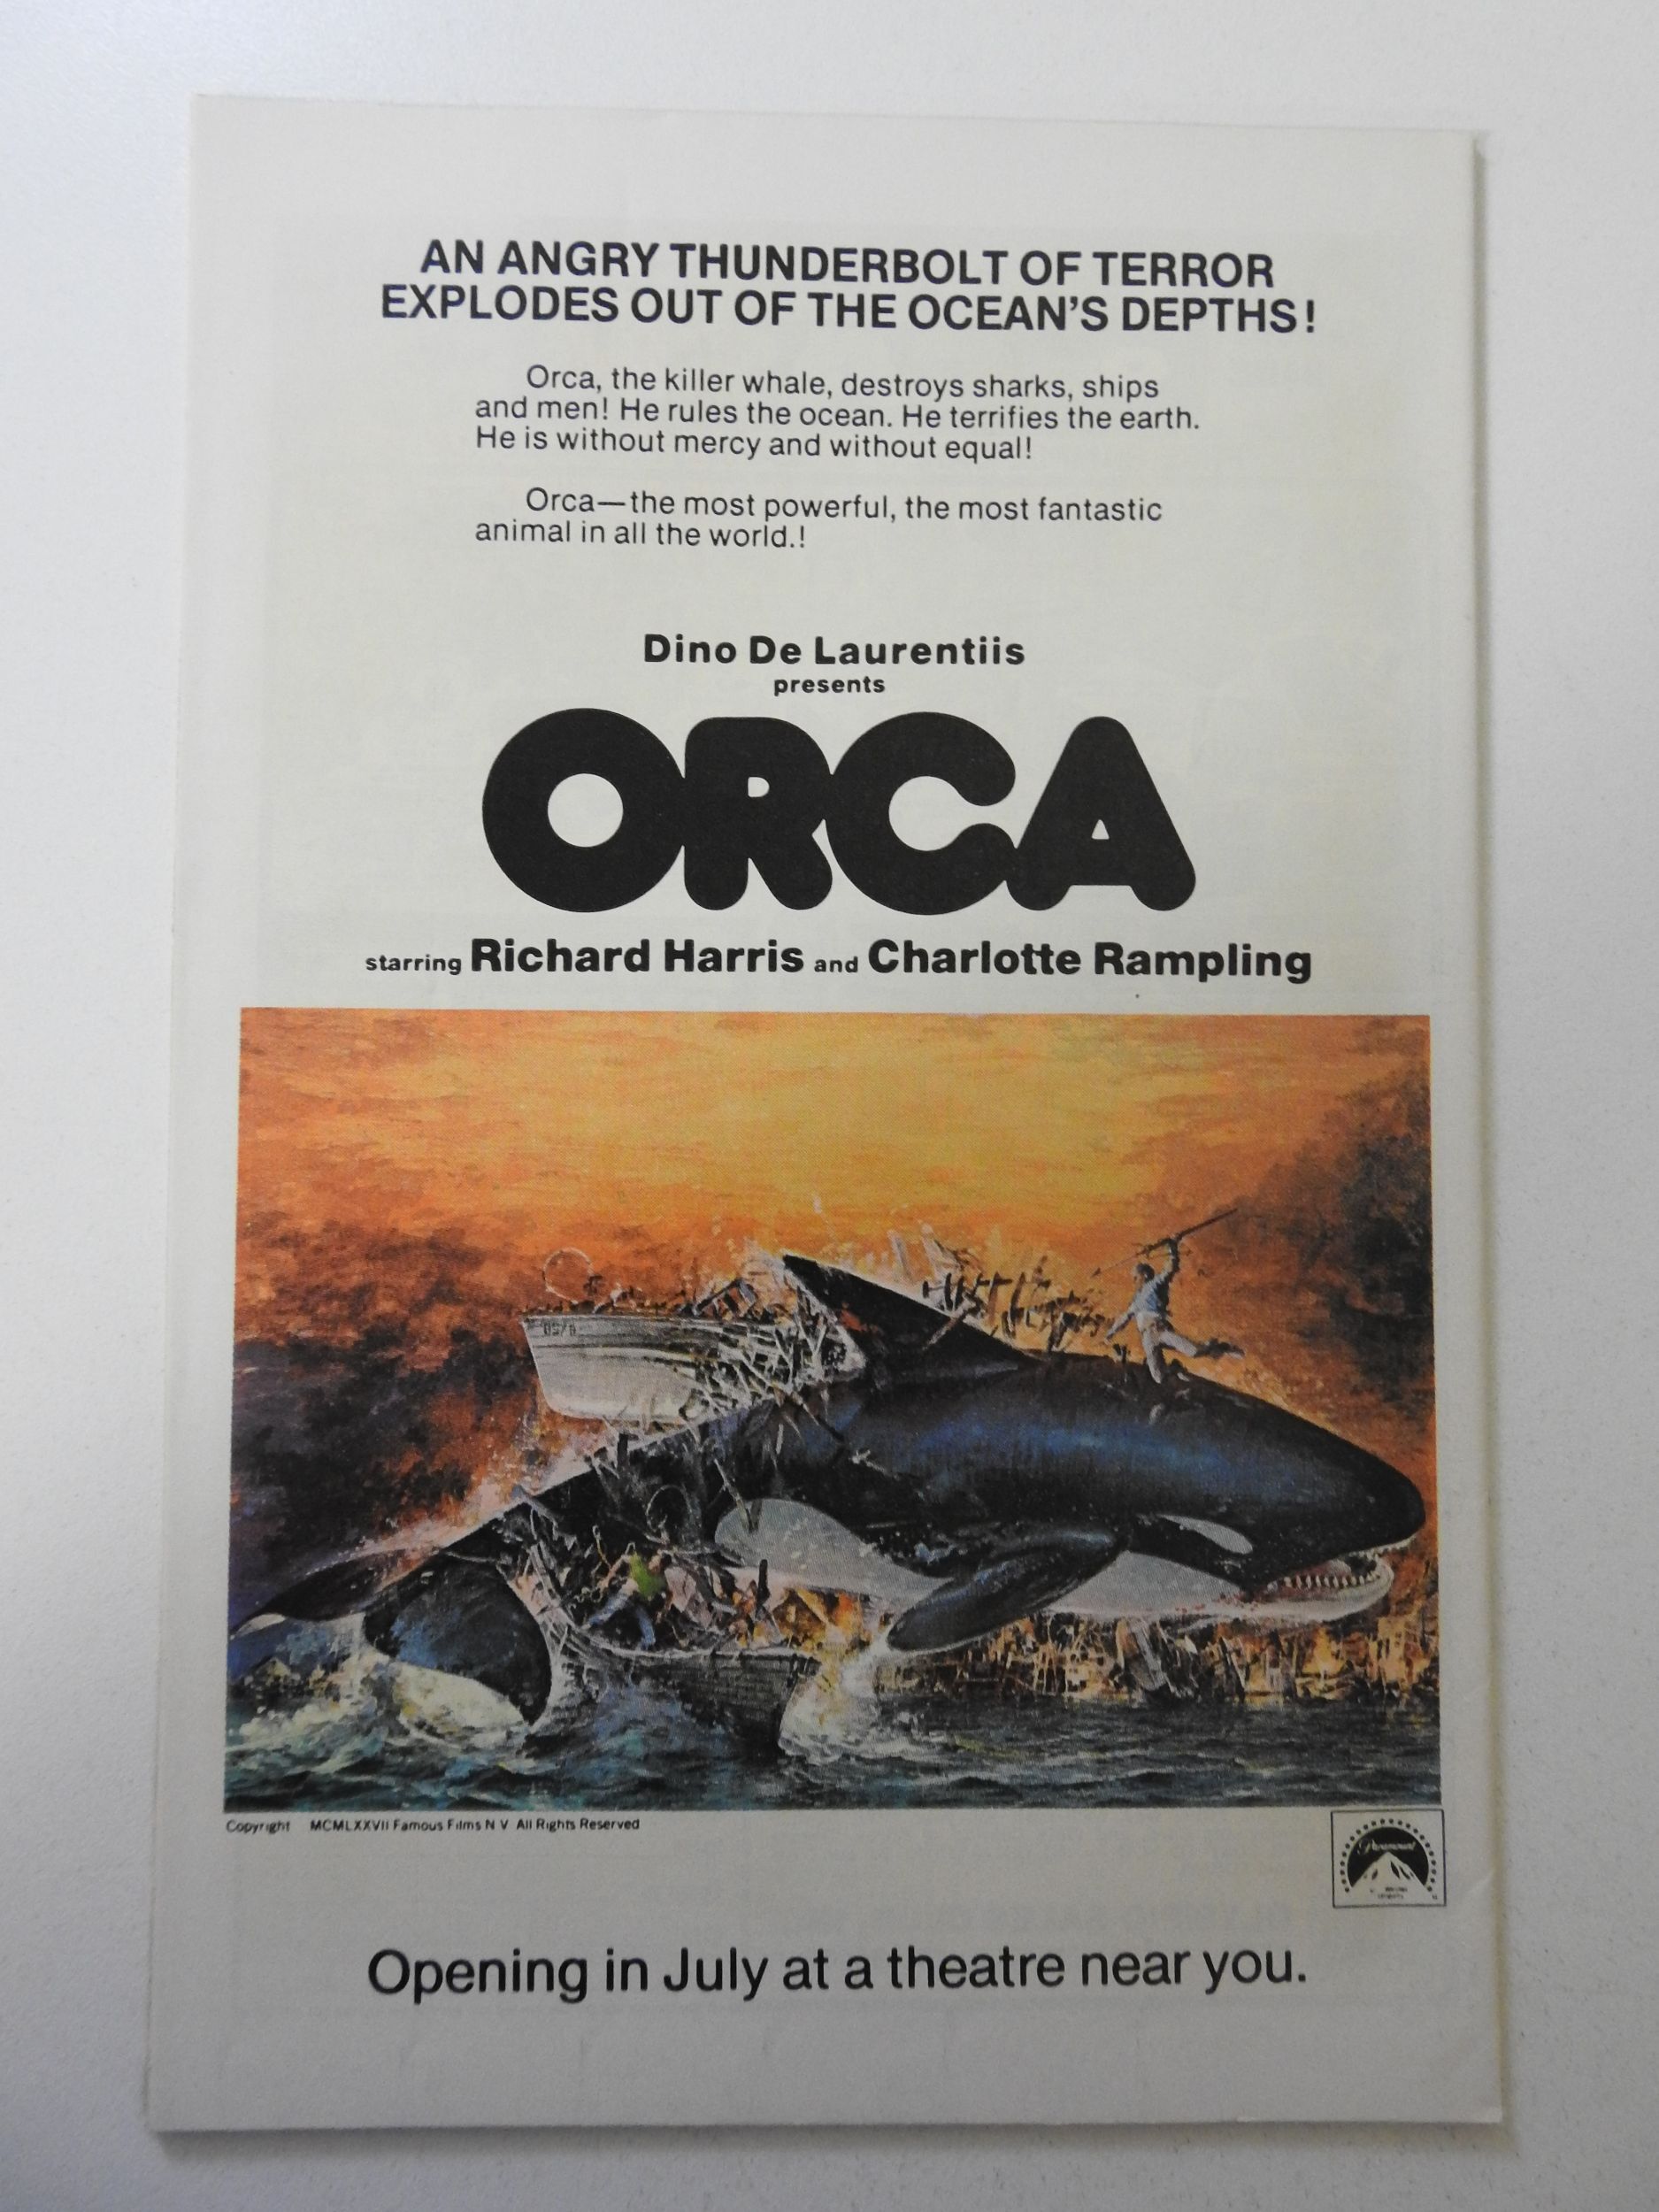 AN ANGRY THUNDERBOLT OF TERROR
EXPLODES OUT OF THE OCEAN'S DEPTHS!
Orca, the killer whale, destroys sharks, ships
and men! He rules the ocean. He terrifies the earth.
He is without mercy and without equal!
Orca—the most powerful, the most fantastic
animal in all the world.!
Dino De Laurentiis
presents
ORCA
starring Richard Harris and Charlotte Rampling
Copyright MCMLXXVII Famous Films N V All Rights Reserved
Paramount
Opening in July at a theatre near you.